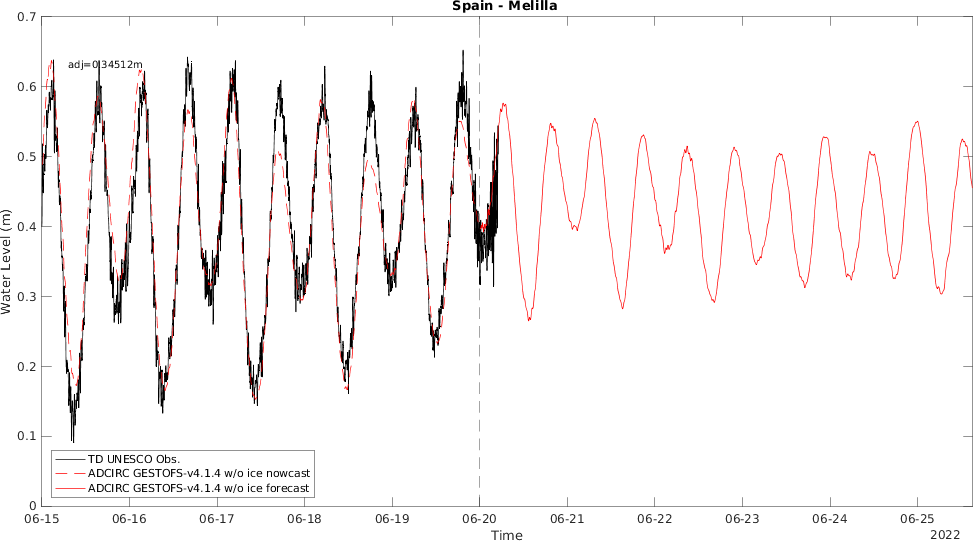 Spain - Melilla
0.7
adj=0.34512m
0.6
0.5
0.4
0.3
0.2
0.1
0
Water Level (m)
TD UNESCO Obs.
ADCIRC GESTOFS-v4.1.4 w/o ice nowcast
ADCIRC GESTOFS-v4.1.4 w/o ice forecast
06-15 06-16 06-17 06-18 06-19 06-20 06-21 06-22 06-23 06-24 06-25
Time 2022